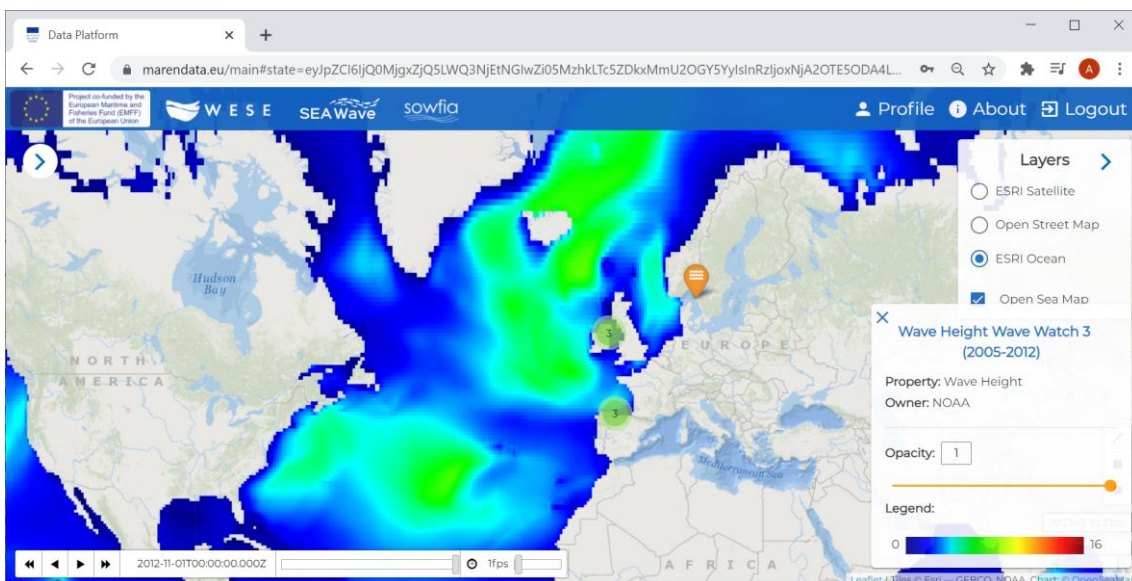 Data Platform
marendata.eu/main#state=eyJpZCI6IjQ0MjgxZjQ5LWQ3NjEtNGIwZi05MzhkLTc5ZDkxMmU2OGY5YyIsInRzIjoxNjA2OTE5ODA4L...
A
Project co-funded by the
European Maritime and
Fisheries Fund (EMFF)
of the European Union
WESE
SEAWave
sowfia
Profile
About
Logout
Layers
ESRI Satellite
Open Street Map
ESRI Ocean
Open Sea Map
Hudson
Bay
NORTH
AMERICA
EUROPE
3
3
Mediterranean Sea
AFRICA
Wave Height Wave Watch 3
(2005-2012)
Property: Wave Height
Owner: NOAA
Opacity: 1
Legend:
0 16
2012-11-01T00:00:00.000Z
1fps
Leaflet | Tiles © Esri — GEBCO, NOAA, Chart: © OpenSeaMap